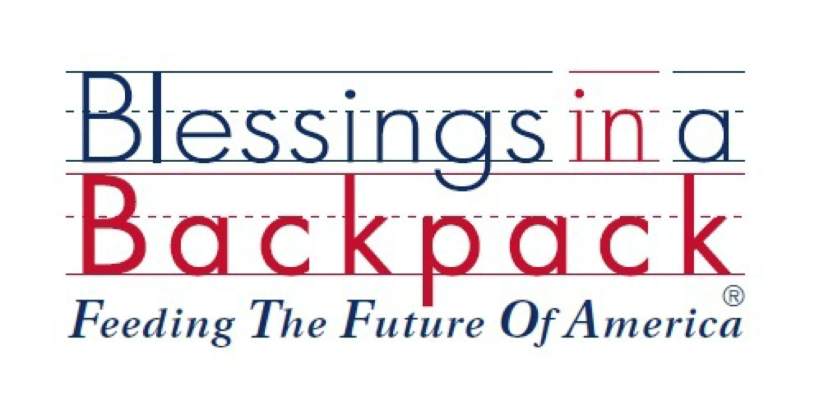 Blessings in a
Backpack
®
Feeding The Future Of America